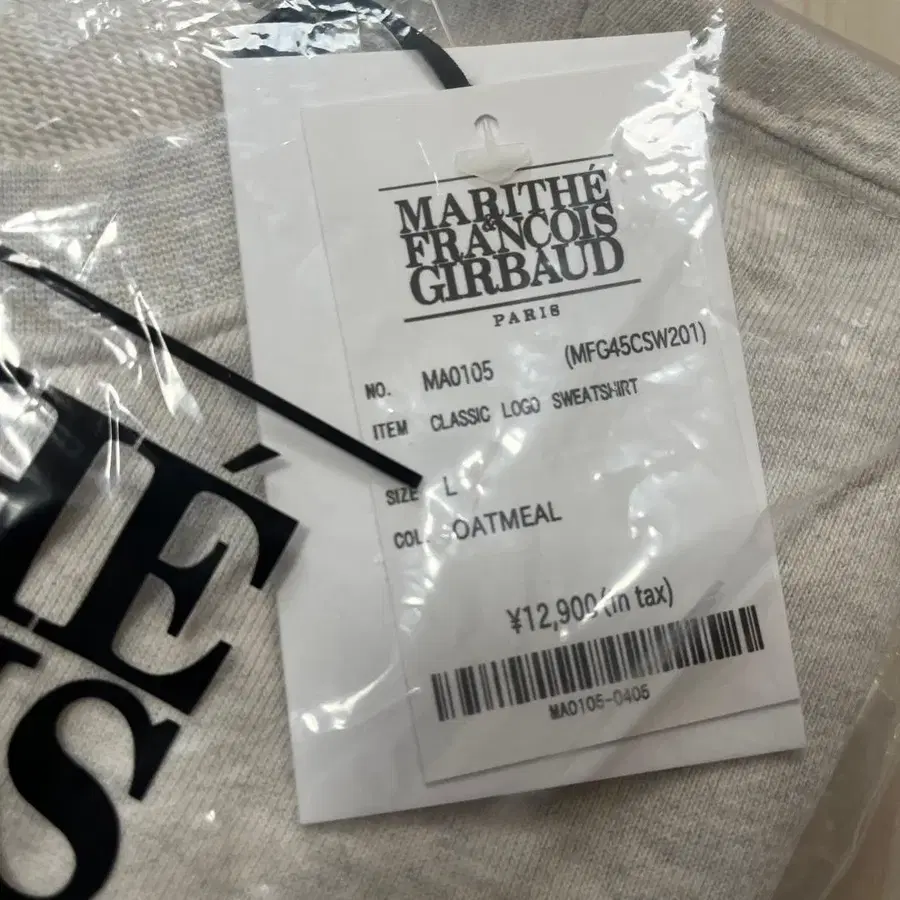 MARITHÉ
&
FRANCOIS
GIRBAUD
PARIS
NO. MA0105 (MFG45CSW201)
ITEM CLASSIC LOGO SWEATSHIRT
SIZE L
COL. OATMEAL
¥12,900(in tax)
MA0105-0405
É
S